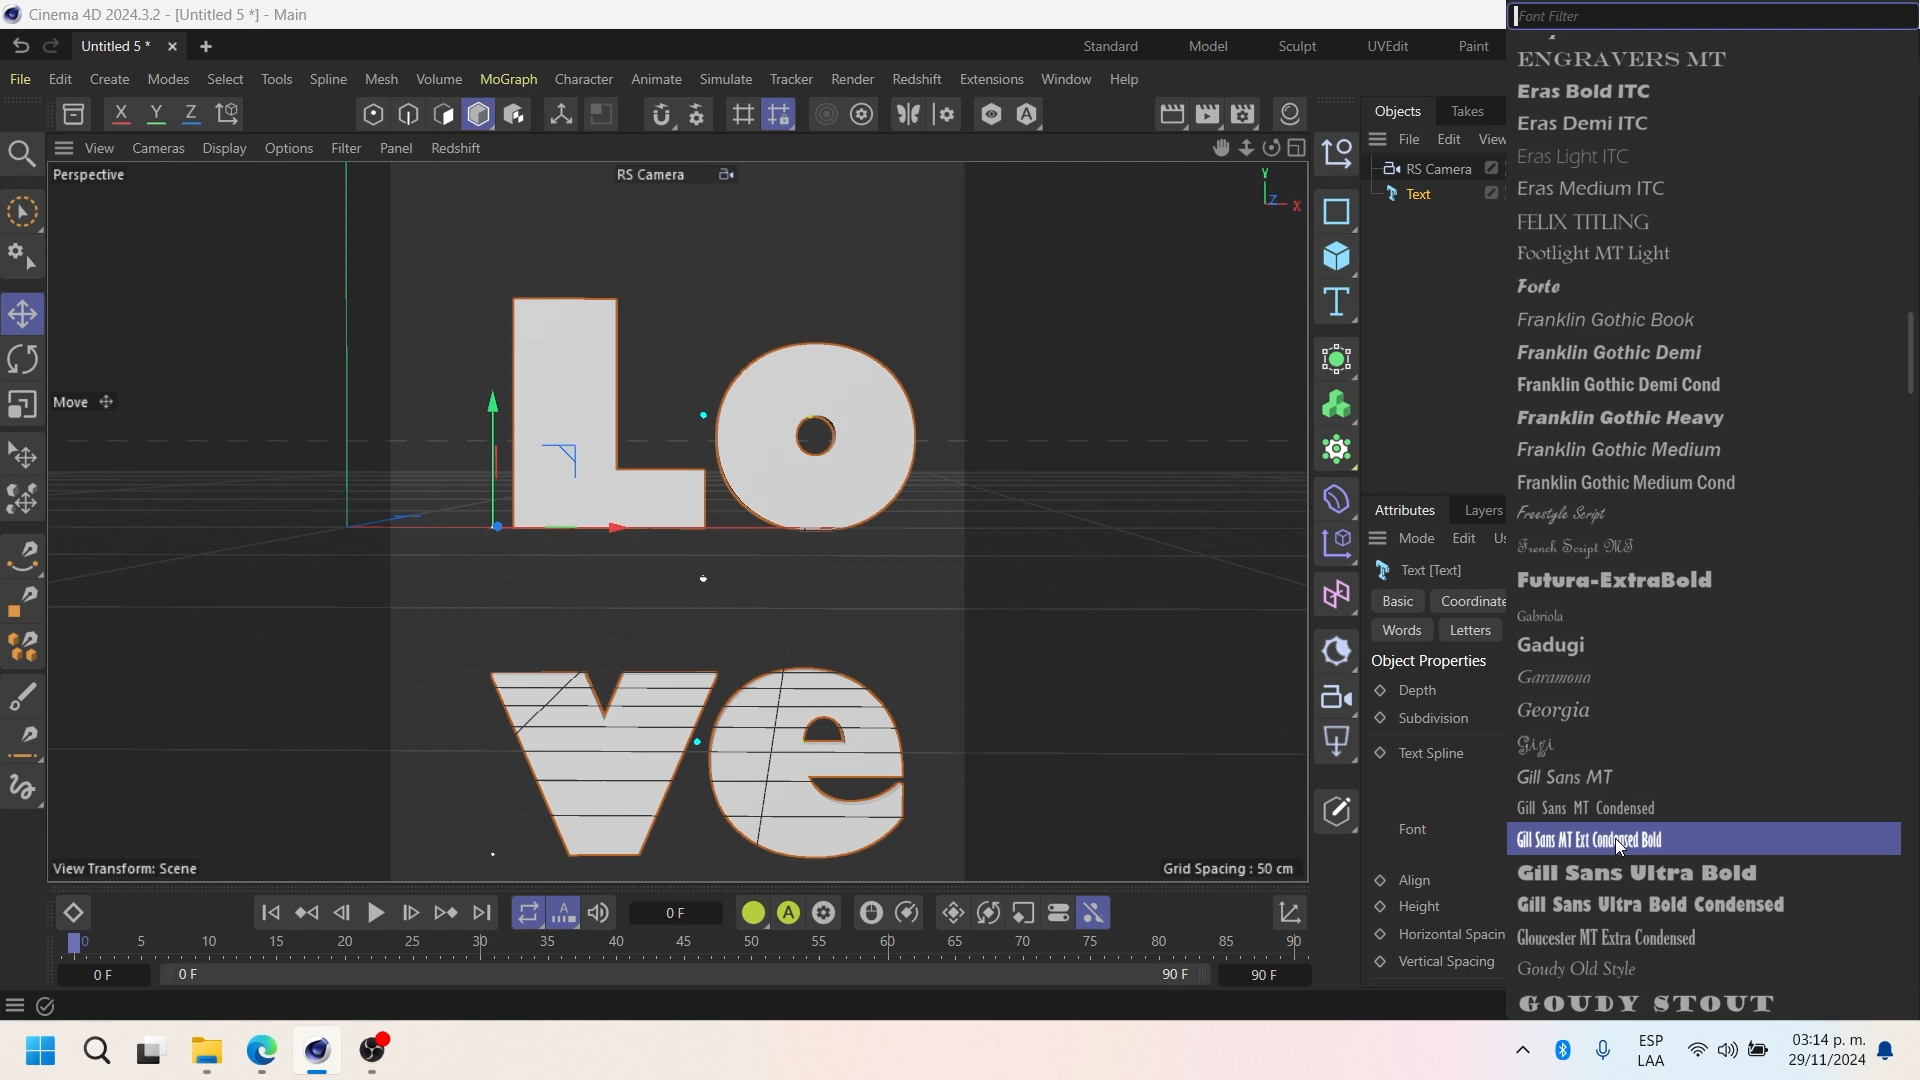 Cinema 4D 2024.3.2 - [Untitled 5 *] - Main
Font Filter
Untitled 5 *
Standard
Model
Sculpt
UVEdit
Paint
File Edit Create Modes Select Tools Spline Mesh Volume MoGraph Character Animate Simulate Tracker Render Redshift Extensions Window Help
X Y Z
View Cameras Display Options Filter Panel Redshift
Perspective
RS Camera
Y
Z
X
Move
Lo
ve
View Transform: Scene
Grid Spacing : 50 cm
Objects
Takes
File Edit View
RS Camera
Text
Attributes
Layers
Mode Edit Us
Text [Text]
Basic
Coordinate
Words
Letters
Object Properties
Depth
Subdivision
Text Spline
Font
Align
Height
Horizontal Spacin
Vertical Spacing
ENGRAVERS MT
Eras Bold ITC
Eras Demi ITC
Eras Light ITC
Eras Medium ITC
FELIX TITLING
Footlight MT Light
Forte
Franklin Gothic Book
Franklin Gothic Demi
Franklin Gothic Demi Cond
Franklin Gothic Heavy
Franklin Gothic Medium
Franklin Gothic Medium Cond
Freestyle Script
French Script MT
Futura-ExtraBold
Gabriola
Gadugi
Garamona
Georgia
Gigi
Gill Sans MT
Gill Sans MT Condensed
Gill Sans MT Ext Condensed Bold
Gill Sans Ultra Bold
Gill Sans Ultra Bold Condensed
Gloucester MT Extra Condensed
Goudy Old Style
GOUDY STOUT
0 F
0 5 10 15 20 25 30 35 40 45 50 55 60 65 70 75 80 85 90
0 F
0 F
90 F
90 F
ESP
LAA
03:14 p. m.
29/11/2024